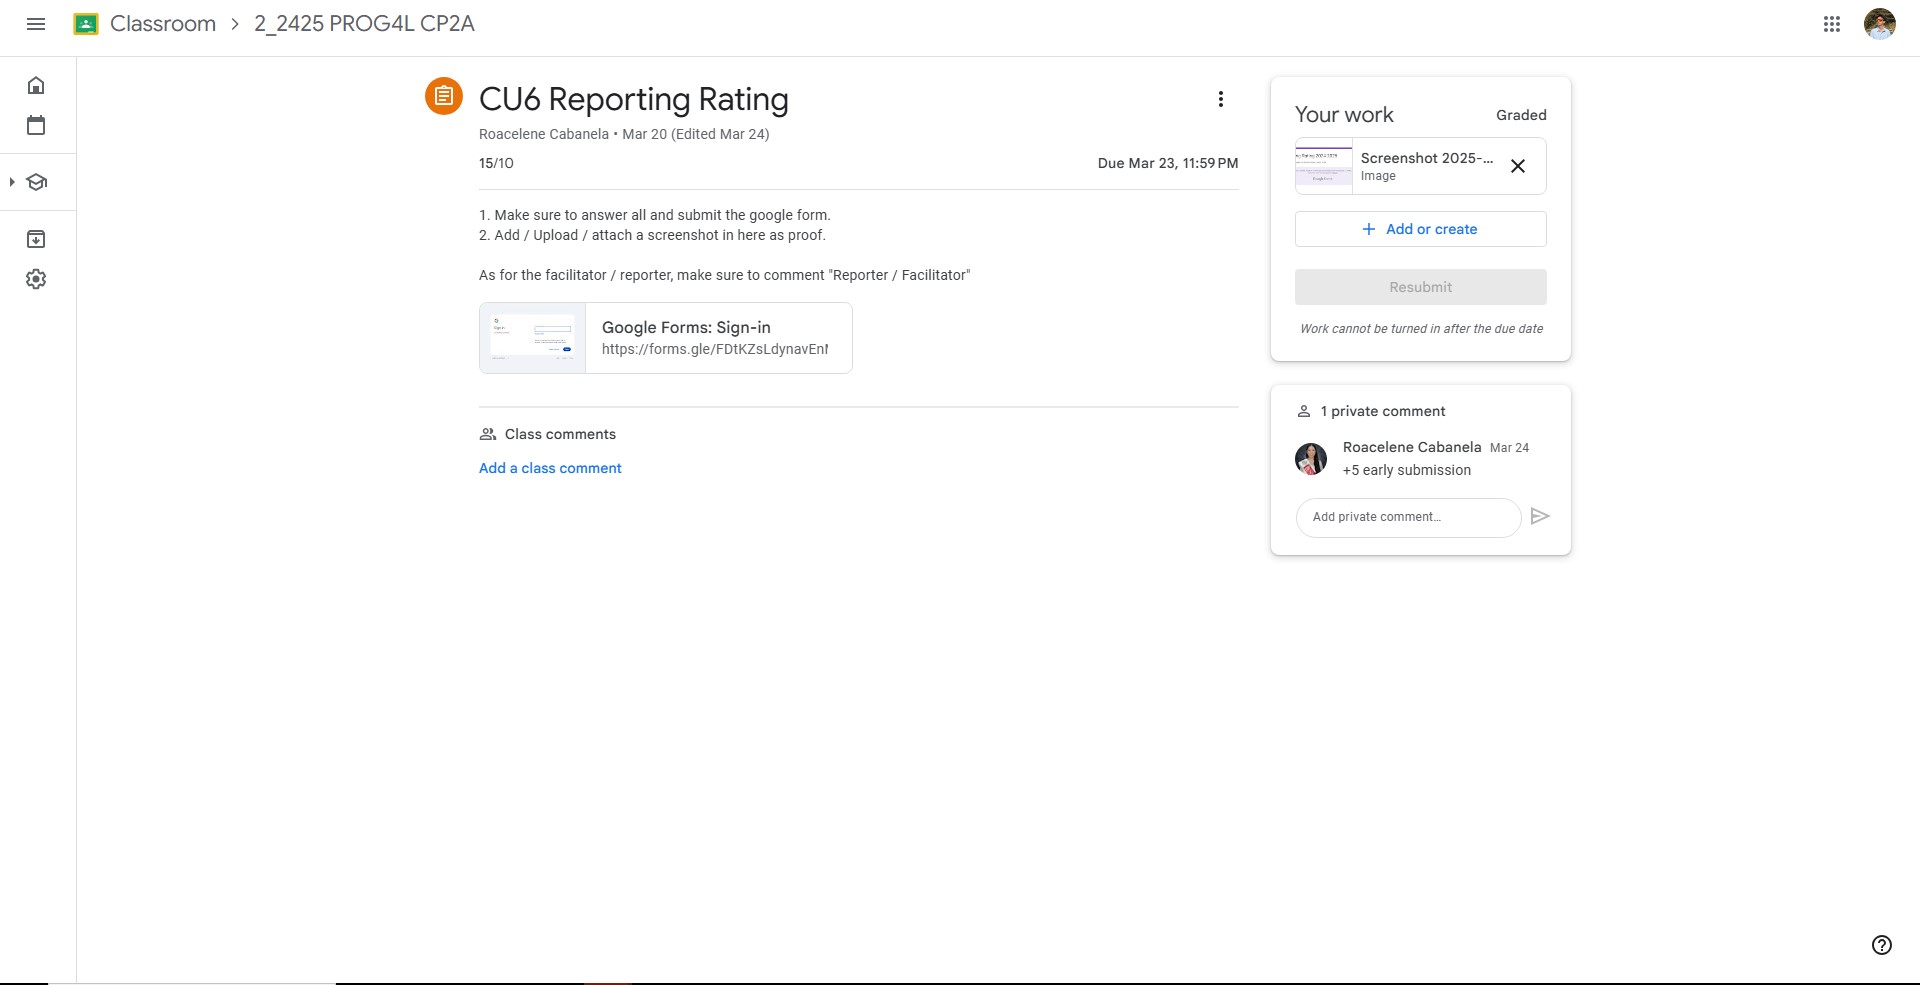 Classroom > 2_2425 PROG4L CP2A
CU6 Reporting Rating
Roacelene Cabanela • Mar 20 (Edited Mar 24)
15/10
Due Mar 23, 11:59 PM
1. Make sure to answer all and submit the google form.
2. Add / Upload / attach a screenshot in here as proof.
As for the facilitator / reporter, make sure to comment "Reporter / Facilitator"
Google Forms: Sign-in
https://forms.gle/FDtKZsLdynavEn
Class comments
Add a class comment
Your work
Graded
Screenshot 2025-...
Image
+ Add or create
Resubmit
Work cannot be turned in after the due date
1 private comment
Roacelene Cabanela Mar 24
+5 early submission
Add private comment...